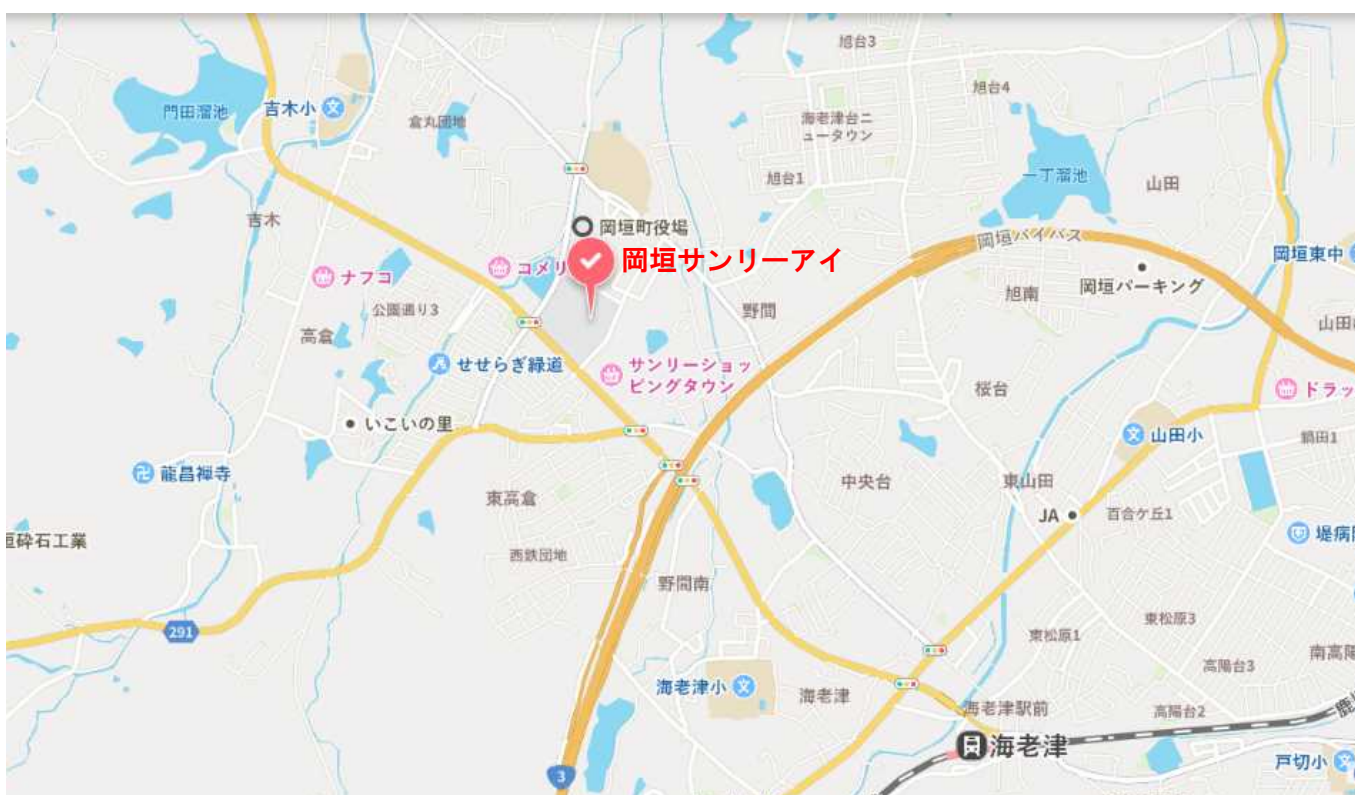 旭台3
旭台4
門田溜池
吉木小
倉丸団地
海老津台ニ
ュータウン
旭台1
一丁溜池
山田
吉木
岡垣町役場
岡垣バイパス
岡垣東中
コメリ
岡垣サンリーアイ
ナフコ
旭南
岡垣パーキング
公園通り3
野間
山田
高倉
せせらぎ緑道
サンリーショッ
ピングタウン
桜台
ドラッ
いこいの里
山田小
鍋田1
龍昌禅寺
東高倉
中央台
東山田
JA
百合ケ丘1
垣砕石工業
堤病院
西鉄団地
野間南
291
東松原3
東松原1
南高陽
高陽台3
海老津小
海老津
海老津駅前
高陽台2
鹿
海老津
戸切小
3